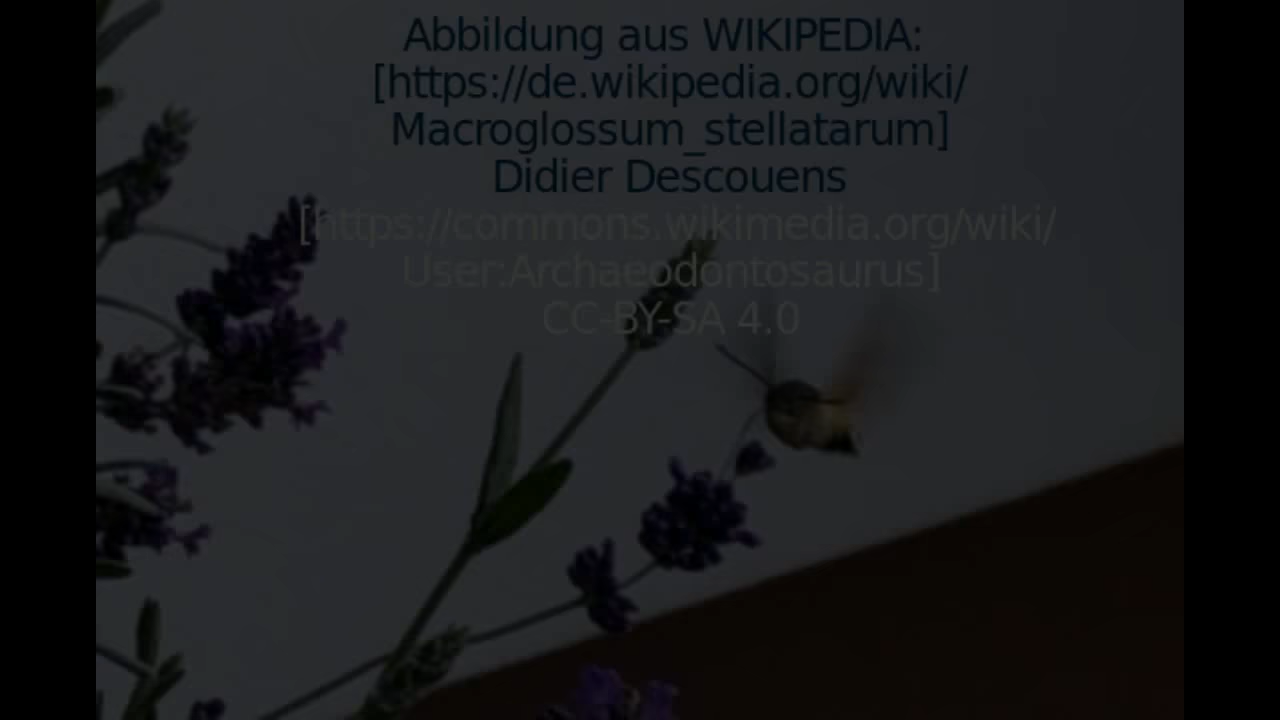 Abbildung aus WIKIPEDIA:
[https://de.wikipedia.org/wiki/
Macroglossum_stellatarum]
Didier Descouens
[https://commons.wikimedia.org/wiki/
User:Archaeodontosaurus]
CC-BY-SA 4.0